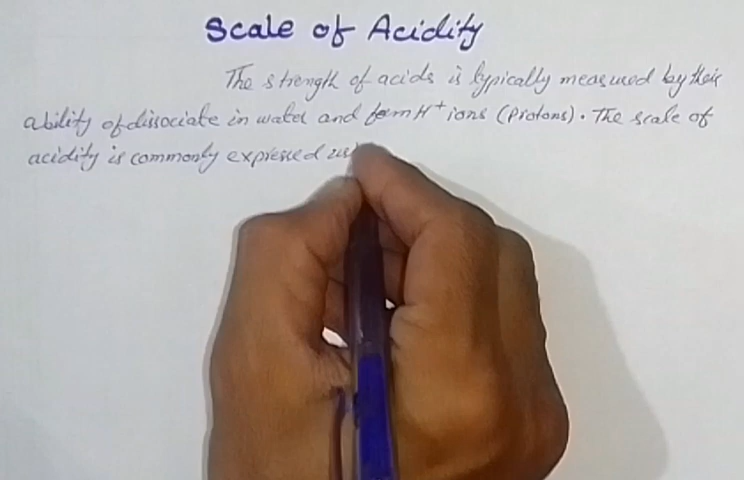 Scale of Acidity
The strength of acids is typically measured by their
ability of dissociate in water and form H⁺ ions (Protons). The scale of
acidity is commonly expressed